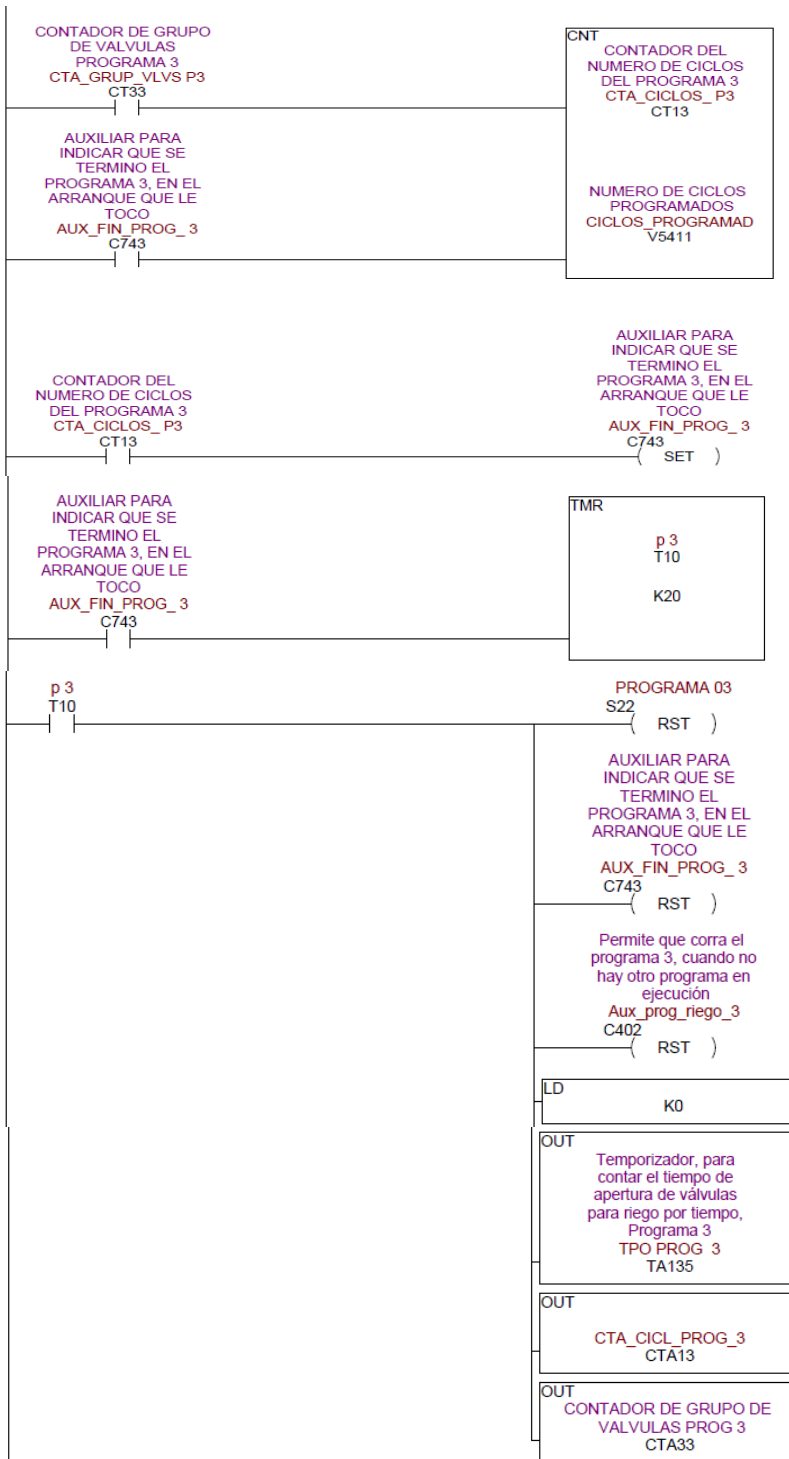 CONTADOR DE GRUPO
DE VALVULAS
PROGRAMA 3
CTA_GRUP_VLVS P3
CT33
CNT
CONTADOR DEL
NUMERO DE CICLOS
DEL PROGRAMA 3
CTA_CICLOS_ P3
CT13
AUXILIAR PARA
INDICAR QUE SE
TERMINO EL
PROGRAMA 3, EN EL
ARRANQUE QUE LE
TOCO
AUX_FIN_PROG_ 3
C743
NUMERO DE CICLOS
PROGRAMADOS
CICLOS_PROGRAMAD
V5411
CONTADOR DEL
NUMERO DE CICLOS
DEL PROGRAMA 3
CTA_CICLOS_ P3
CT13
AUXILIAR PARA
INDICAR QUE SE
TERMINO EL
PROGRAMA 3, EN EL
ARRANQUE QUE LE
TOCO
AUX_FIN_PROG_ 3
C743
SET
AUXILIAR PARA
INDICAR QUE SE
TERMINO EL
PROGRAMA 3, EN EL
ARRANQUE QUE LE
TOCO
AUX_FIN_PROG_ 3
C743
TMR
p 3
T10
K20
p 3
T10
PROGRAMA 03
S22
RST
AUXILIAR PARA
INDICAR QUE SE
TERMINO EL
PROGRAMA 3, EN EL
ARRANQUE QUE LE
TOCO
AUX_FIN_PROG_ 3
C743
RST
Permite que corra el
programa 3, cuando no
hay otro programa en
ejecución
Aux_prog_riego_3
C402
RST
LD
K0
OUT
Temporizador, para
contar el tiempo de
apertura de válvulas
para riego por tiempo,
Programa 3
TPO PROG  3
TA135
OUT
CTA_CICL_PROG_3
CTA13
OUT
CONTADOR DE GRUPO DE
VALVULAS PROG 3
CTA33